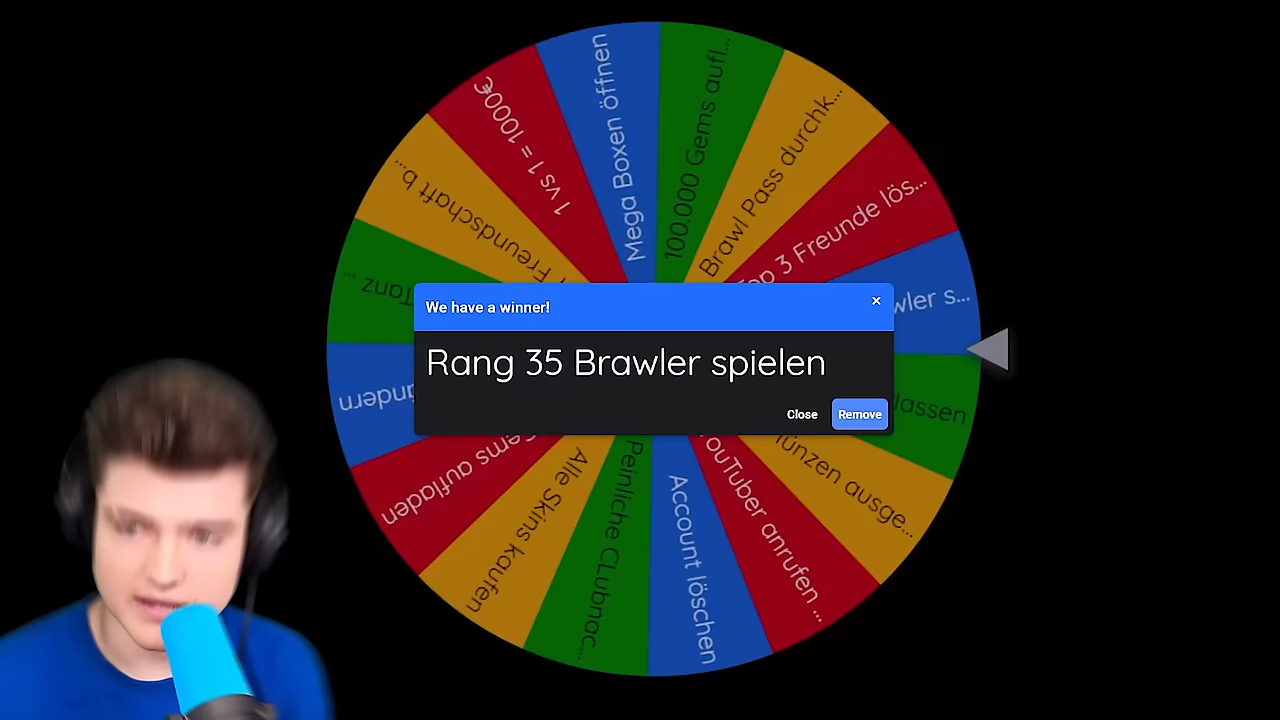 We have a winner!
×
Rang 35 Brawler spielen
Close
Remove
Mega Boxen öffnen
100.000 Gems aufl...
Brawl Pass durchk...
Top 3 Freunde lös...
wler s...
lassen
ünzen ausge...
ouTuber anrufen ...
Account löschen
Peinliche CLubnac...
Alle Skins kaufen
ems aufladen
ändern
Tanz ...
Freundschaft b...
1 vs 1 = 1000€